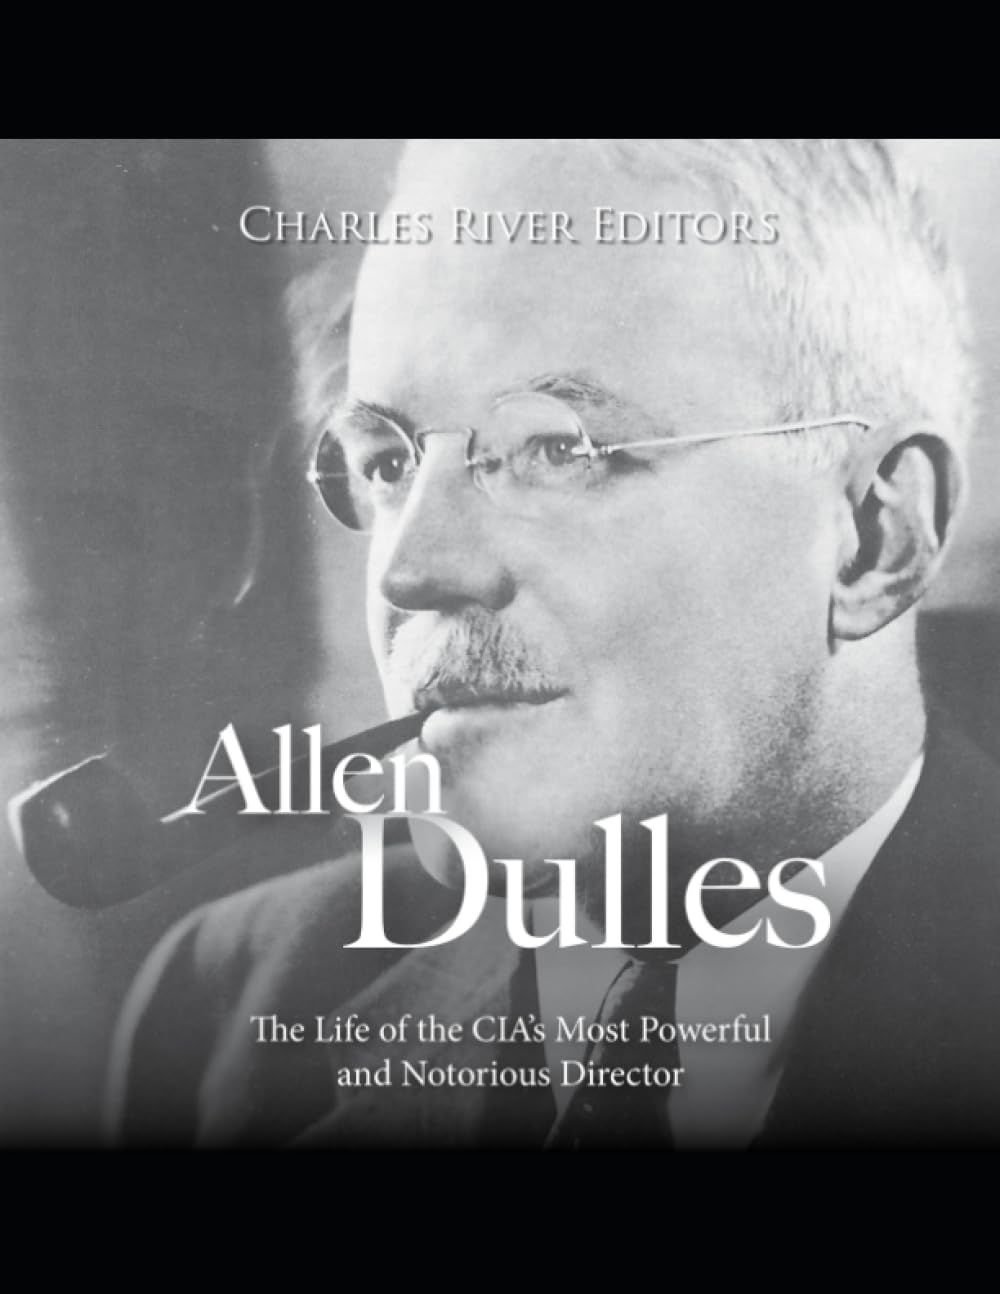 CHARLES RIVER EDITORS
Allen
Dulles
The Life of the CIA's Most Powerful
and Notorious Director